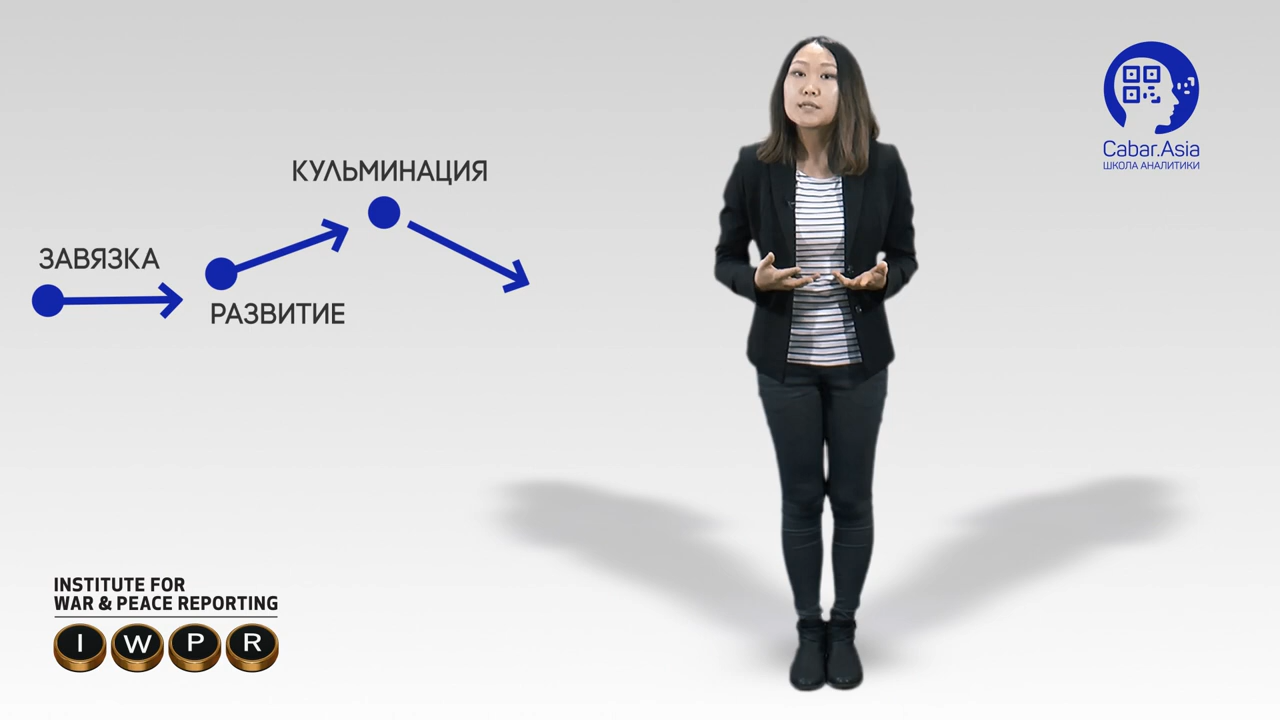 КУЛЬМИНАЦИЯ
ЗАВЯЗКА
РАЗВИТИЕ
Cabar.Asia
ШКОЛА АНАЛИТИКИ
INSTITUTE FOR
WAR & PEACE REPORTING
I W P R